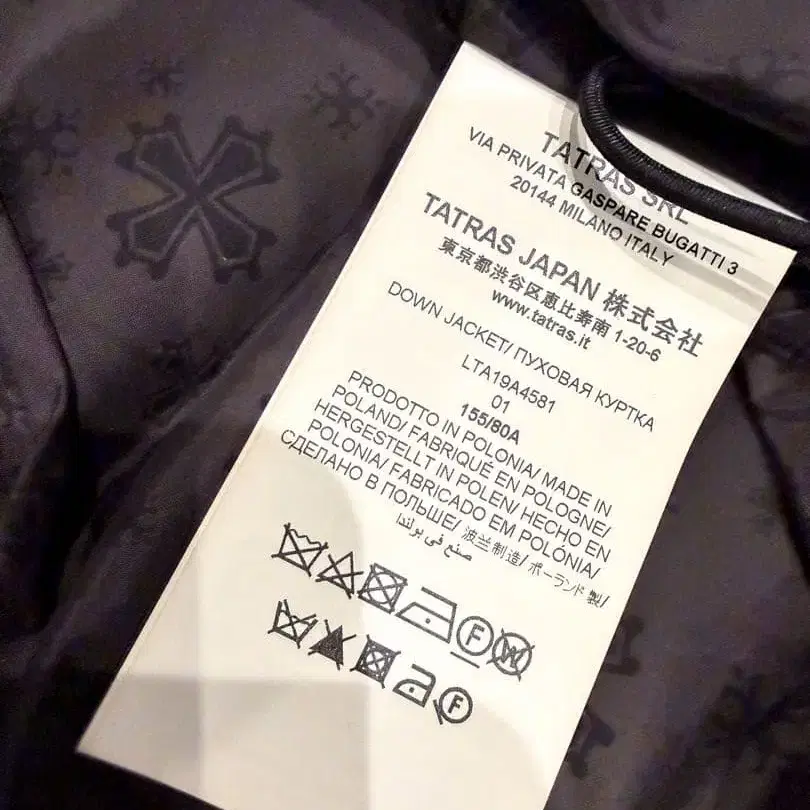 TATRAS SRL
VIA PRIVATA GASPARE BUGATTI 3
20144 MILANO ITALY
TATRAS JAPAN 株式会社
東京都渋谷区恵比寿南 1-20-6
www.tatras.it
DOWN JACKET/ ПУХОВАЯ КУРТКА
LTA19A4581
01
155/80A
PRODOTTO IN POLONIA/ MADE IN
POLAND/ FABRIQUÉ EN POLOGNE/
HERGESTELLT IN POLEN/ HECHO EN
POLONIA/ FABRICADO EM POLÓNIA/
СДЕЛАНО В ПОЛЬШЕ/ 波兰制造/ ポーランド 製/
صنع في بولندا
F W
F